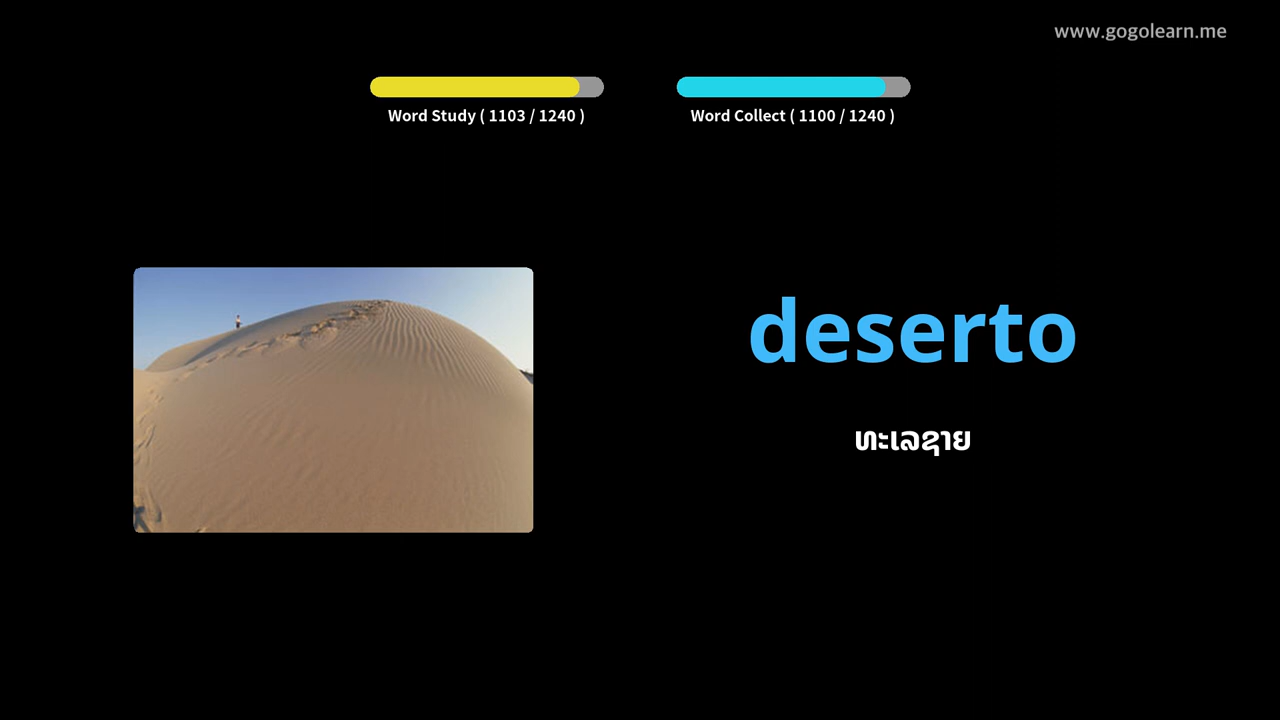 www.gogolearn.me
Word Study ( 1103 / 1240 )
Word Collect ( 1100 / 1240 )
deserto
ທະເລຊາຍ